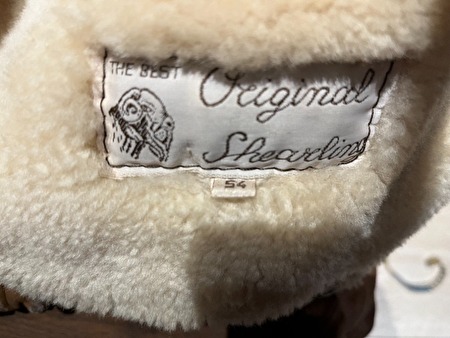 THE BEST
Original
Shearling
54